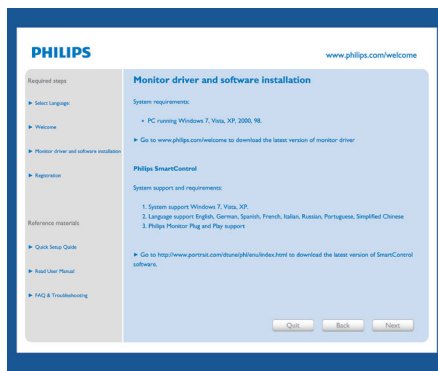 PHILIPS
www.philips.com/welcome
Required steps
Select Language
Welcome
Monitor driver and software installation
Registration
Reference materials
Quick Setup Guide
Read User Manual
FAQ & Troubleshooting
Monitor driver and software installation
System requirements:
• PC running Windows 7, Vista, XP, 2000, 98.
Go to www.philips.com/welcome to download the latest version of monitor driver
Philips SmartControl
System support and requirements:
1. System support Windows 7, Vista, XP.
2. Language support English, German, Spanish, French, Italian, Russian, Portuguese, Simplified Chinese
3. Philips Monitor Plug and Play support
Go to http://www.portrait.com/dtune/phl/enu/index.html to download the latest version of SmartControl
software.
Quit
Back
Next